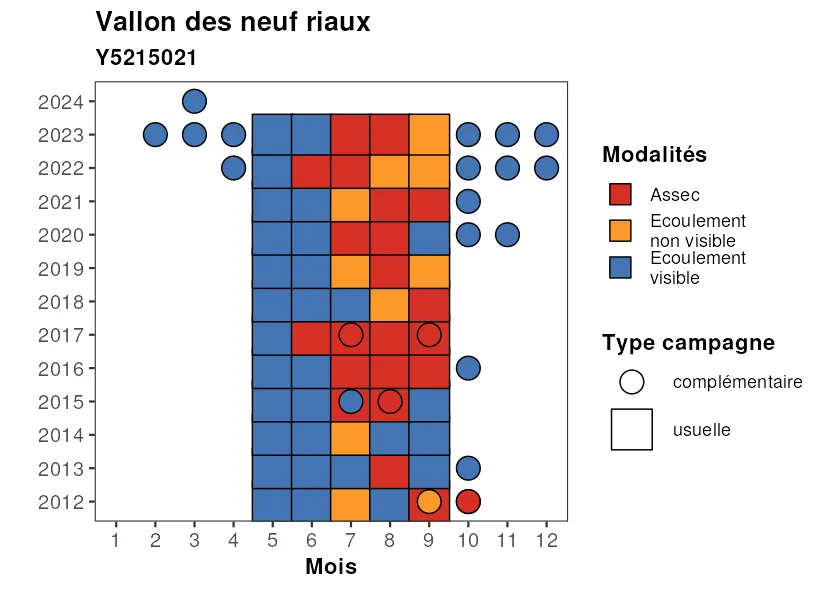 Vallon des neuf riaux
Y5215021
2024
2023
2022
2021
2020
2019
2018
2017
2016
2015
2014
2013
2012
1 2 3 4 5 6 7 8 9 10 11 12
Mois
Modalités
Assec
Ecoulement
non visible
Ecoulement
visible
Type campagne
complémentaire
usuelle